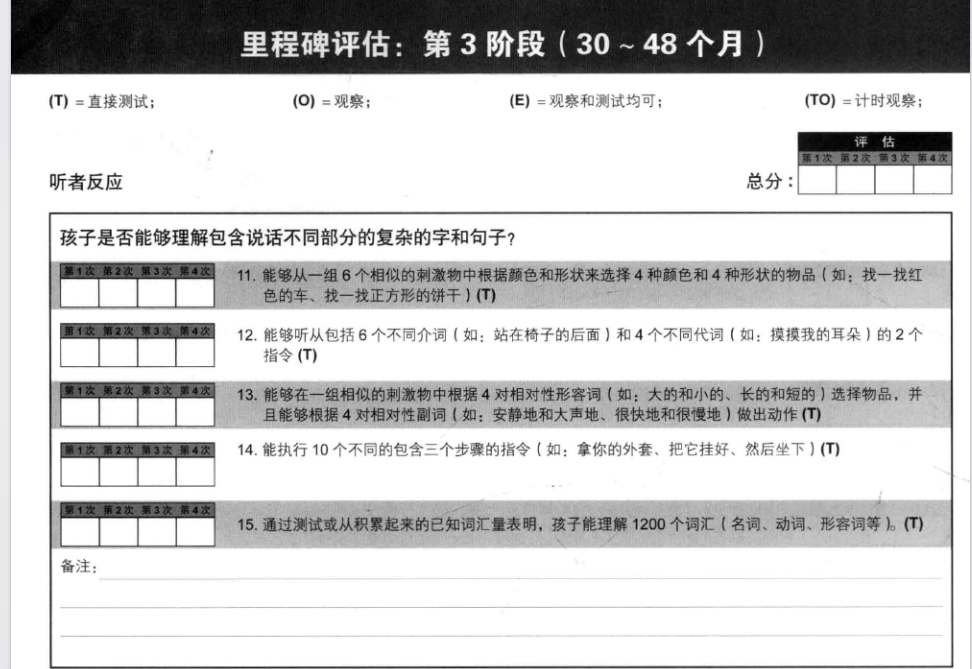 里程碑评估：第 3 阶段（30 ~ 48 个月）
(T) =直接测试； (O) =观察； (E) =观察和测试均可； (TO) =计时观察；
评 估
第1次 第2次 第3次 第4次
听者反应 总分：
孩子是否能够理解包含说话不同部分的复杂的字和句子？
第1次 第2次 第3次 第4次
11. 能够从一组 6 个相似的刺激物中根据颜色和形状来选择 4 种颜色和 4 种形状的物品（如：找一找红
色的车、找一找正方形的饼干）(T)
第1次 第2次 第3次 第4次
12. 能够听从包括 6 个不同介词（如：站在椅子的后面）和 4 个不同代词（如：摸摸我的耳朵）的 2 个
指令 (T)
第1次 第2次 第3次 第4次
13. 能够在一组相似的刺激物中根据 4 对相对性形容词（如：大的和小的、长的和短的）选择物品，并
且能够根据 4 对相对性副词（如：安静地和大声地、很快地和很慢地）做出动作 (T)
第1次 第2次 第3次 第4次
14. 能执行 10 个不同的包含三个步骤的指令（如：拿你的外套、把它挂好、然后坐下）(T)
第1次 第2次 第3次 第4次
15. 通过测试或从积累起来的已知词汇量表明，孩子能理解 1200 个词汇（名词、动词、形容词等）。(T)
备注：